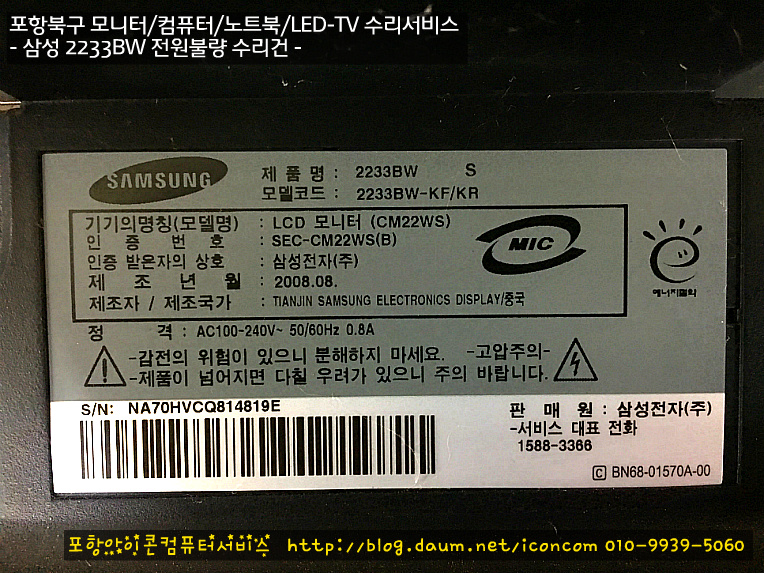 포항북구 모니터/컴퓨터/노트북/LED-TV 수리서비스
- 삼성 2233BW 전원불량 수리건 -
SAMSUNG
제 품 명 : 2233BW S
모델코드 : 2233BW-KF/KR
기기의명칭(모델명) : LCD 모니터 (CM22WS)
인 증 번 호 : SEC-CM22WS(B)
인증 받은자의 상호 : 삼성전자(주)
제 조 년 월 : 2008.08.
제조자 / 제조국가 : TIANJIN SAMSUNG ELECTRONICS DISPLAY/중국
MIC
에너지절약
정 격 : AC100-240V~ 50/60Hz 0.8A
-감전의 위험이 있으니 분해하지 마세요. -고압주의-
-제품이 넘어지면 다칠 우려가 있으니 주의 바랍니다.
S/N: NA70HVCQ814819E
판 매 원 : 삼성전자(주)
-서비스 대표 전화
1588-3366
Ⓒ BN68-01570A-00
포항아이콘컴퓨터서비스 http://blog.daum.net/iconcom 010-9939-5060